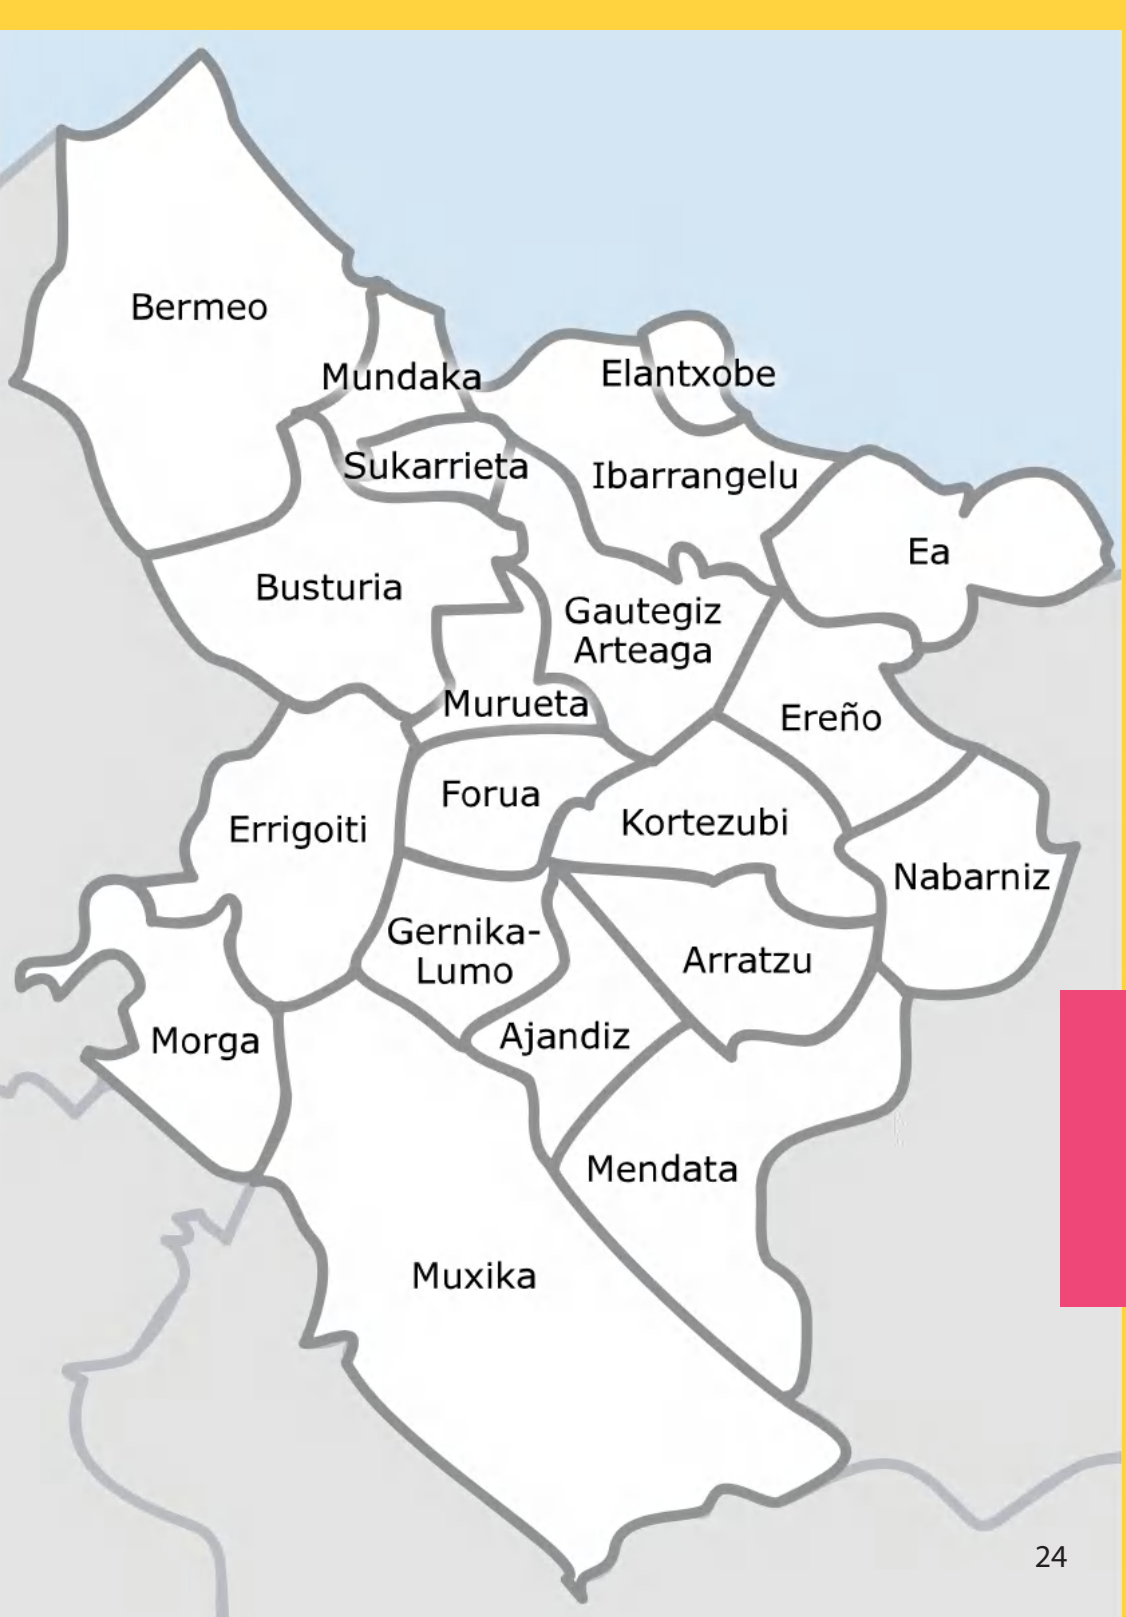 Bermeo
Mundaka
Elantxobe
Sukarrieta
Ibarrangelu
Ea
Busturia
Gautegiz
Arteaga
Murueta
Ereño
Forua
Errigoiti
Kortezubi
Nabarniz
Gernika-
Lumo
Arratzu
Morga
Ajandiz
Mendata
Muxika
24